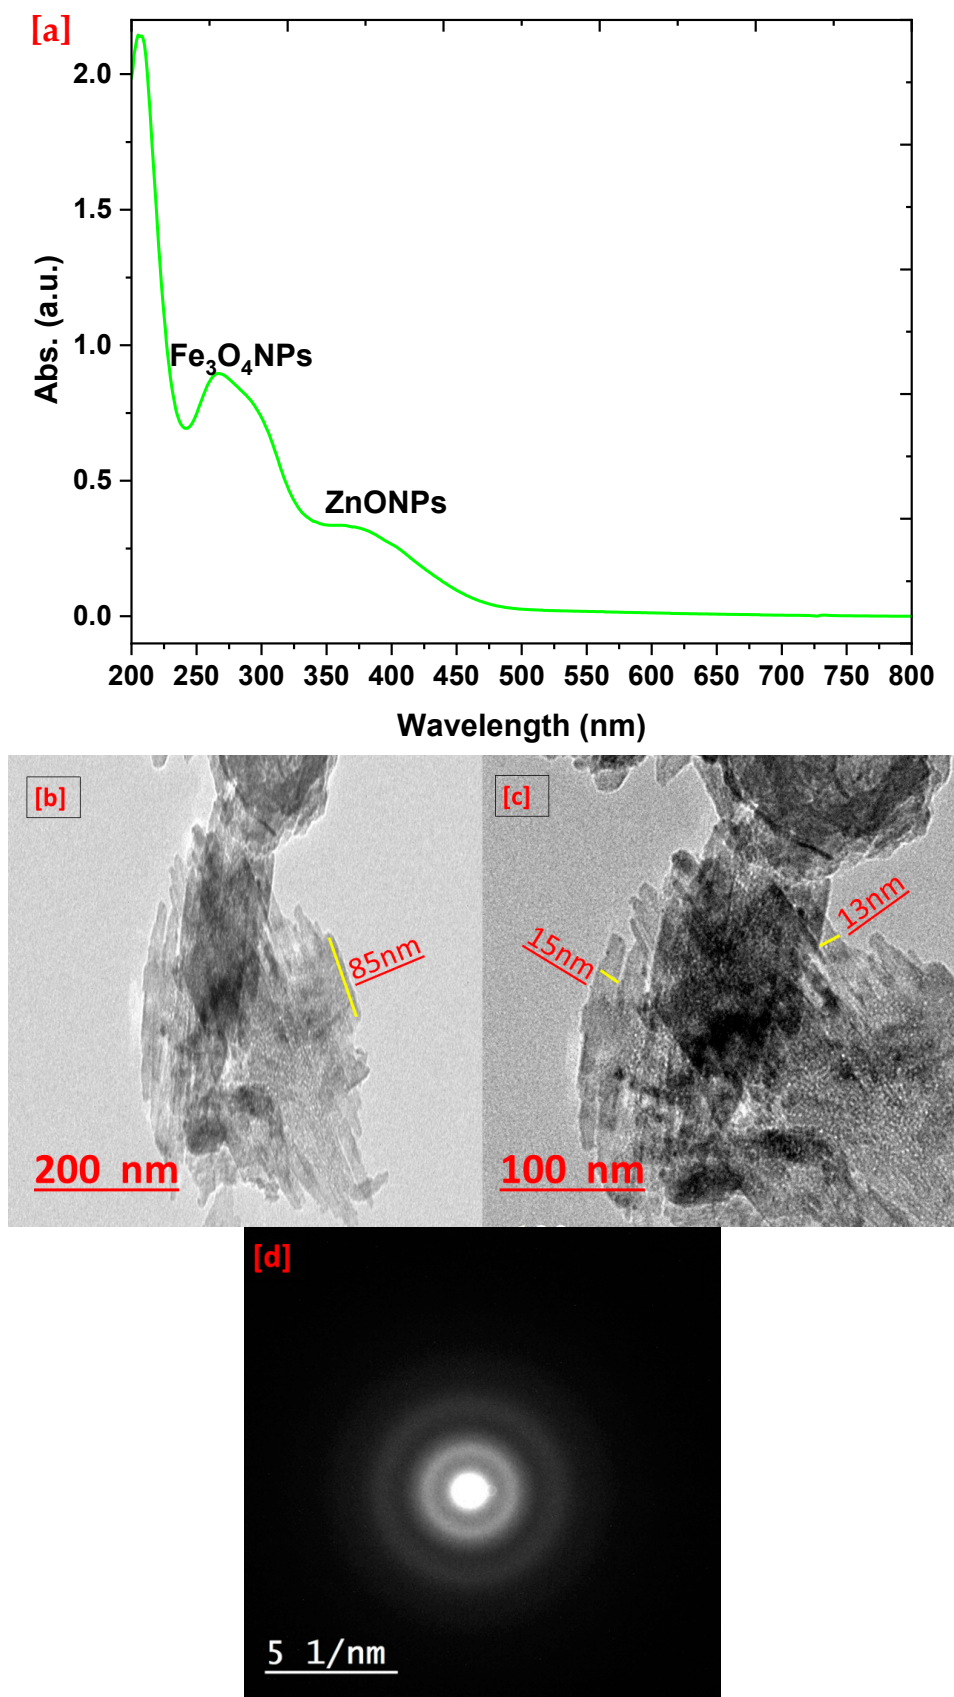 [a]
2.0
1.5
1.0
0.5
0.0
Abs. (a.u.)
Fe₃O₄NPs
ZnONPs
200 250 300 350 400 450 500 550 600 650 700 750 800
Wavelength (nm)
[b]
85nm
200 nm
[c]
13nm
15nm
100 nm
[d]
5 1/nm